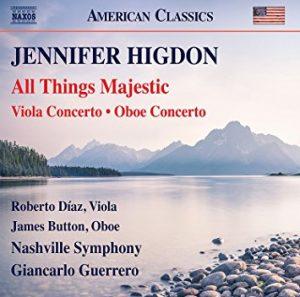 NAXOS
AMERICAN CLASSICS
JENNIFER HIGDON
All Things Majestic
Viola Concerto • Oboe Concerto
Roberto Díaz, Viola
James Button, Oboe
Nashville Symphony
Giancarlo Guerrero